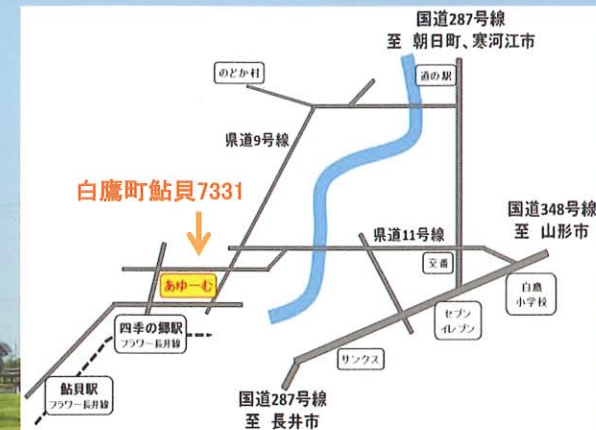 国道287号線
至 朝日町、寒河江市
のどか村
道の駅
県道9号線
白鷹町鮎貝7331
国道348号線
至 山形市
県道11号線
交番
白鷹
小学校
あゆーむ
セブン
イレブン
四季の郷駅
フラワー長井線
サンクス
鮎貝駅
フラワー長井線
国道287号線
至 長井市